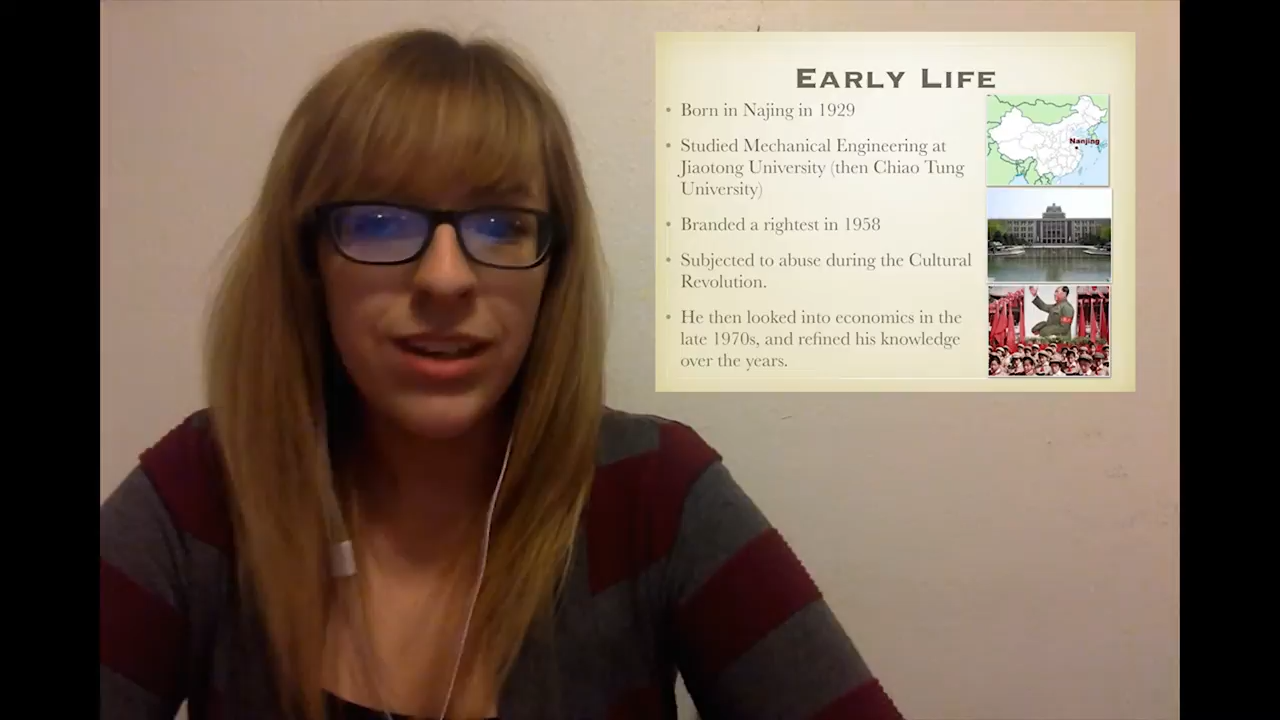 EARLY LIFE
• Born in Najing in 1929
• Studied Mechanical Engineering at
Jiaotong University (then Chiao Tung
University)
• Branded a rightest in 1958
• Subjected to abuse during the Cultural
Revolution.
• He then looked into economics in the
late 1970s, and refined his knowledge
over the years.
Nanjing